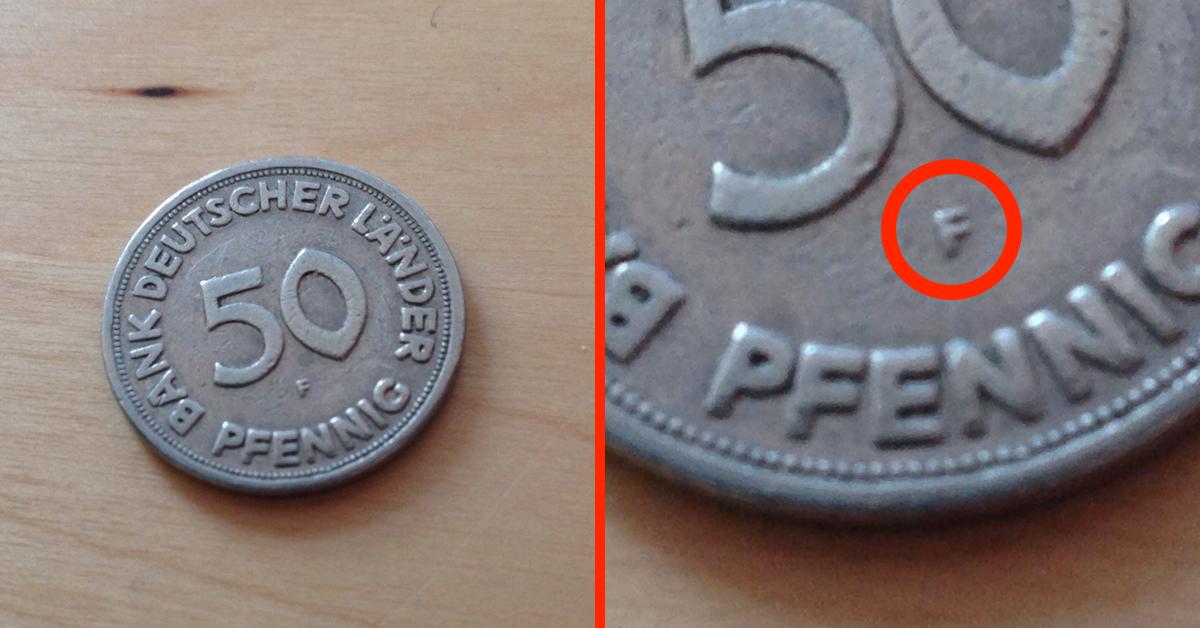 BANK DEUTSCHER LÄNDER
50
F
PFENNIG
50
F
B
PFENNIG